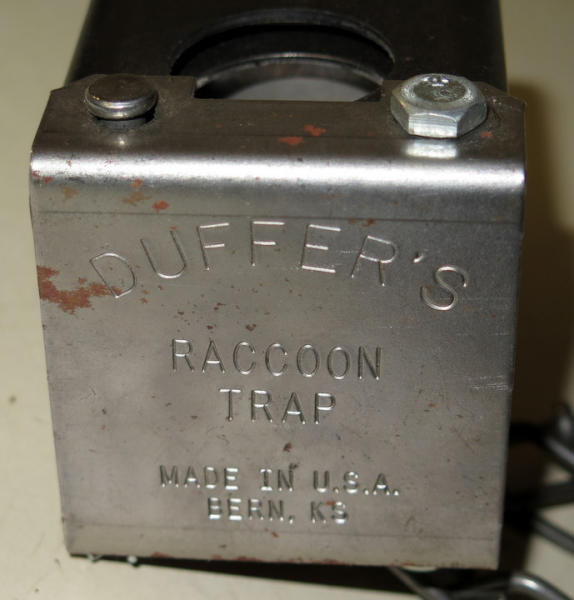 DUFFER'S
RACCOON
TRAP
MADE IN U.S.A.
BERN, KS